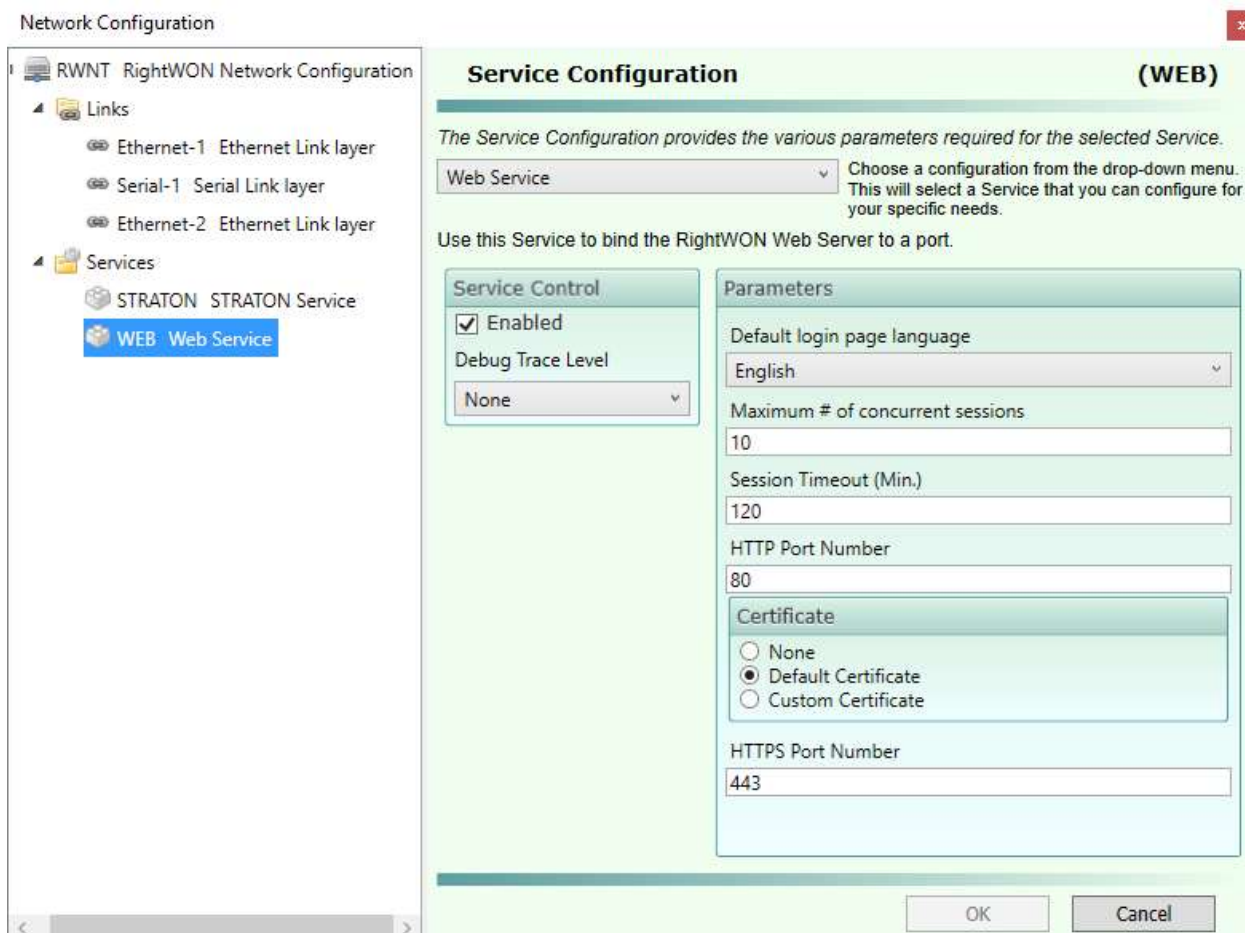 Network Configuration
RWNT RightWON Network Configuration
Links
Ethernet-1 Ethernet Link layer
Serial-1 Serial Link layer
Ethernet-2 Ethernet Link layer
Services
STRATON STRATON Service
WEB Web Service
Service Configuration (WEB)
The Service Configuration provides the various parameters required for the selected Service.
Web Service
Choose a configuration from the drop-down menu.
This will select a Service that you can configure for
your specific needs.
Use this Service to bind the RightWON Web Server to a port.
Service Control
Enabled
Debug Trace Level
None
Parameters
Default login page language
English
Maximum # of concurrent sessions
10
Session Timeout (Min.)
120
HTTP Port Number
80
Certificate
None
Default Certificate
Custom Certificate
HTTPS Port Number
443
OK
Cancel